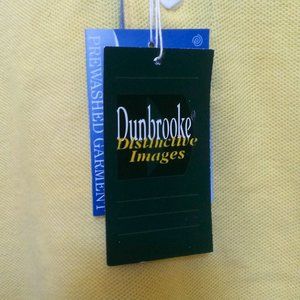 PREWASHED GARMENT
Dunbrooke
Distinctive
Images